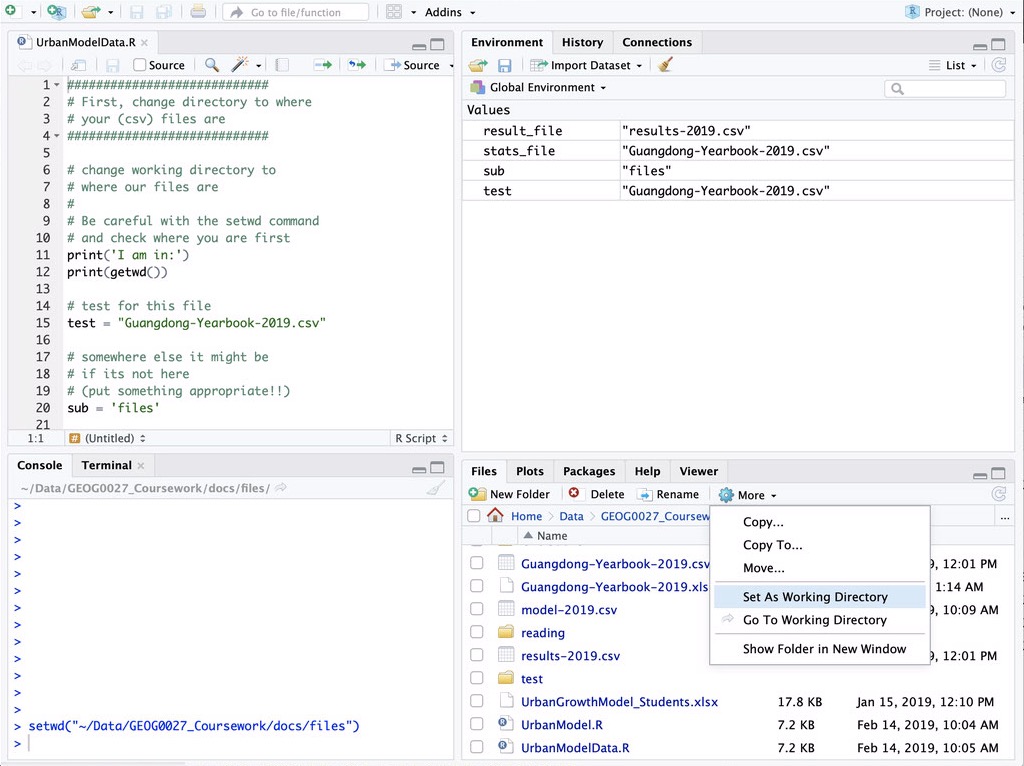 Go to file/function
Addins
Project: (None)
UrbanModelData.R
Source
Source
1 ############################
2 # First, change directory to where
3 # your (csv) files are
4 ############################
5
6 # change working directory to
7 # where our files are
8 #
9 # Be careful with the setwd command
10 # and check where you are first
11 print('I am in:')
12 print(getwd())
13
14 # test for this file
15 test = "Guangdong-Yearbook-2019.csv"
16
17 # somewhere else it might be
18 # if its not here
19 # (put something appropriate!!)
20 sub = 'files'
21
1:1 (Untitled) R Script
Console Terminal
~/Data/GEOG0027_Coursework/docs/files/
>
>
>
>
>
>
>
>
>
>
>
>
>
> setwd("~/Data/GEOG0027_Coursework/docs/files")
>
Environment History Connections
Import Dataset List
Global Environment
Values
result_file "results-2019.csv"
stats_file "Guangdong-Yearbook-2019.csv"
sub "files"
test "Guangdong-Yearbook-2019.csv"
Files Plots Packages Help Viewer
New Folder Delete Rename More
Home Data GEOG0027_Coursew ...
Name
Guangdong-Yearbook-2019.csv 9, 12:01 PM
Guangdong-Yearbook-2019.xls 1:14 AM
model-2019.csv 9, 10:09 AM
reading
results-2019.csv 9, 12:01 PM
test
UrbanGrowthModel_Students.xlsx 17.8 KB Jan 15, 2019, 12:10 PM
UrbanModel.R 7.2 KB Feb 14, 2019, 10:04 AM
UrbanModelData.R 7.2 KB Feb 14, 2019, 10:05 AM
Copy...
Copy To...
Move...
Set As Working Directory
Go To Working Directory
Show Folder in New Window